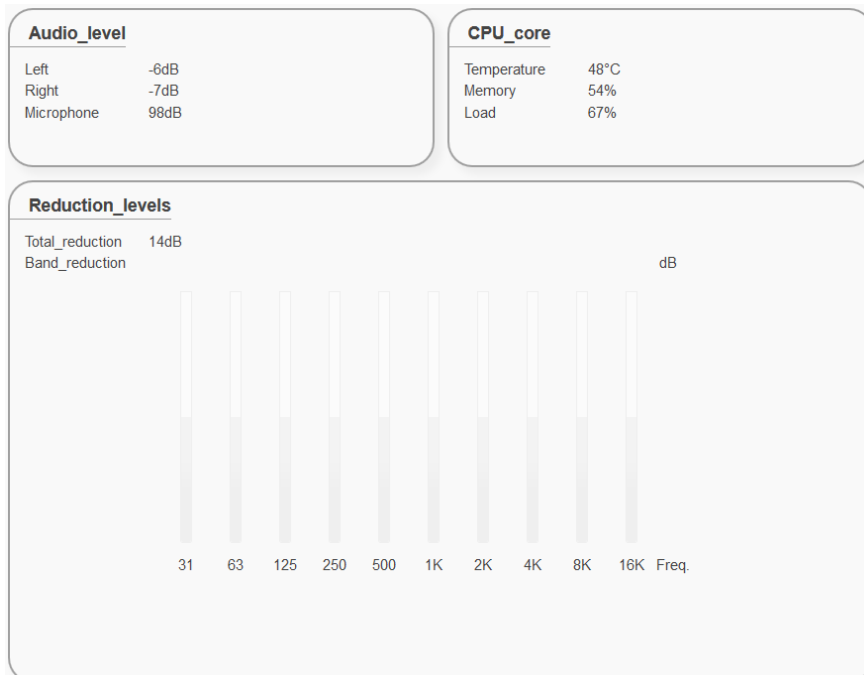 Audio_level
Left -6dB
Right -7dB
Microphone 98dB
CPU_core
Temperature 48°C
Memory 54%
Load 67%
Reduction_levels
Total_reduction 14dB
Band_reduction dB
31 63 125 250 500 1K 2K 4K 8K 16K Freq.